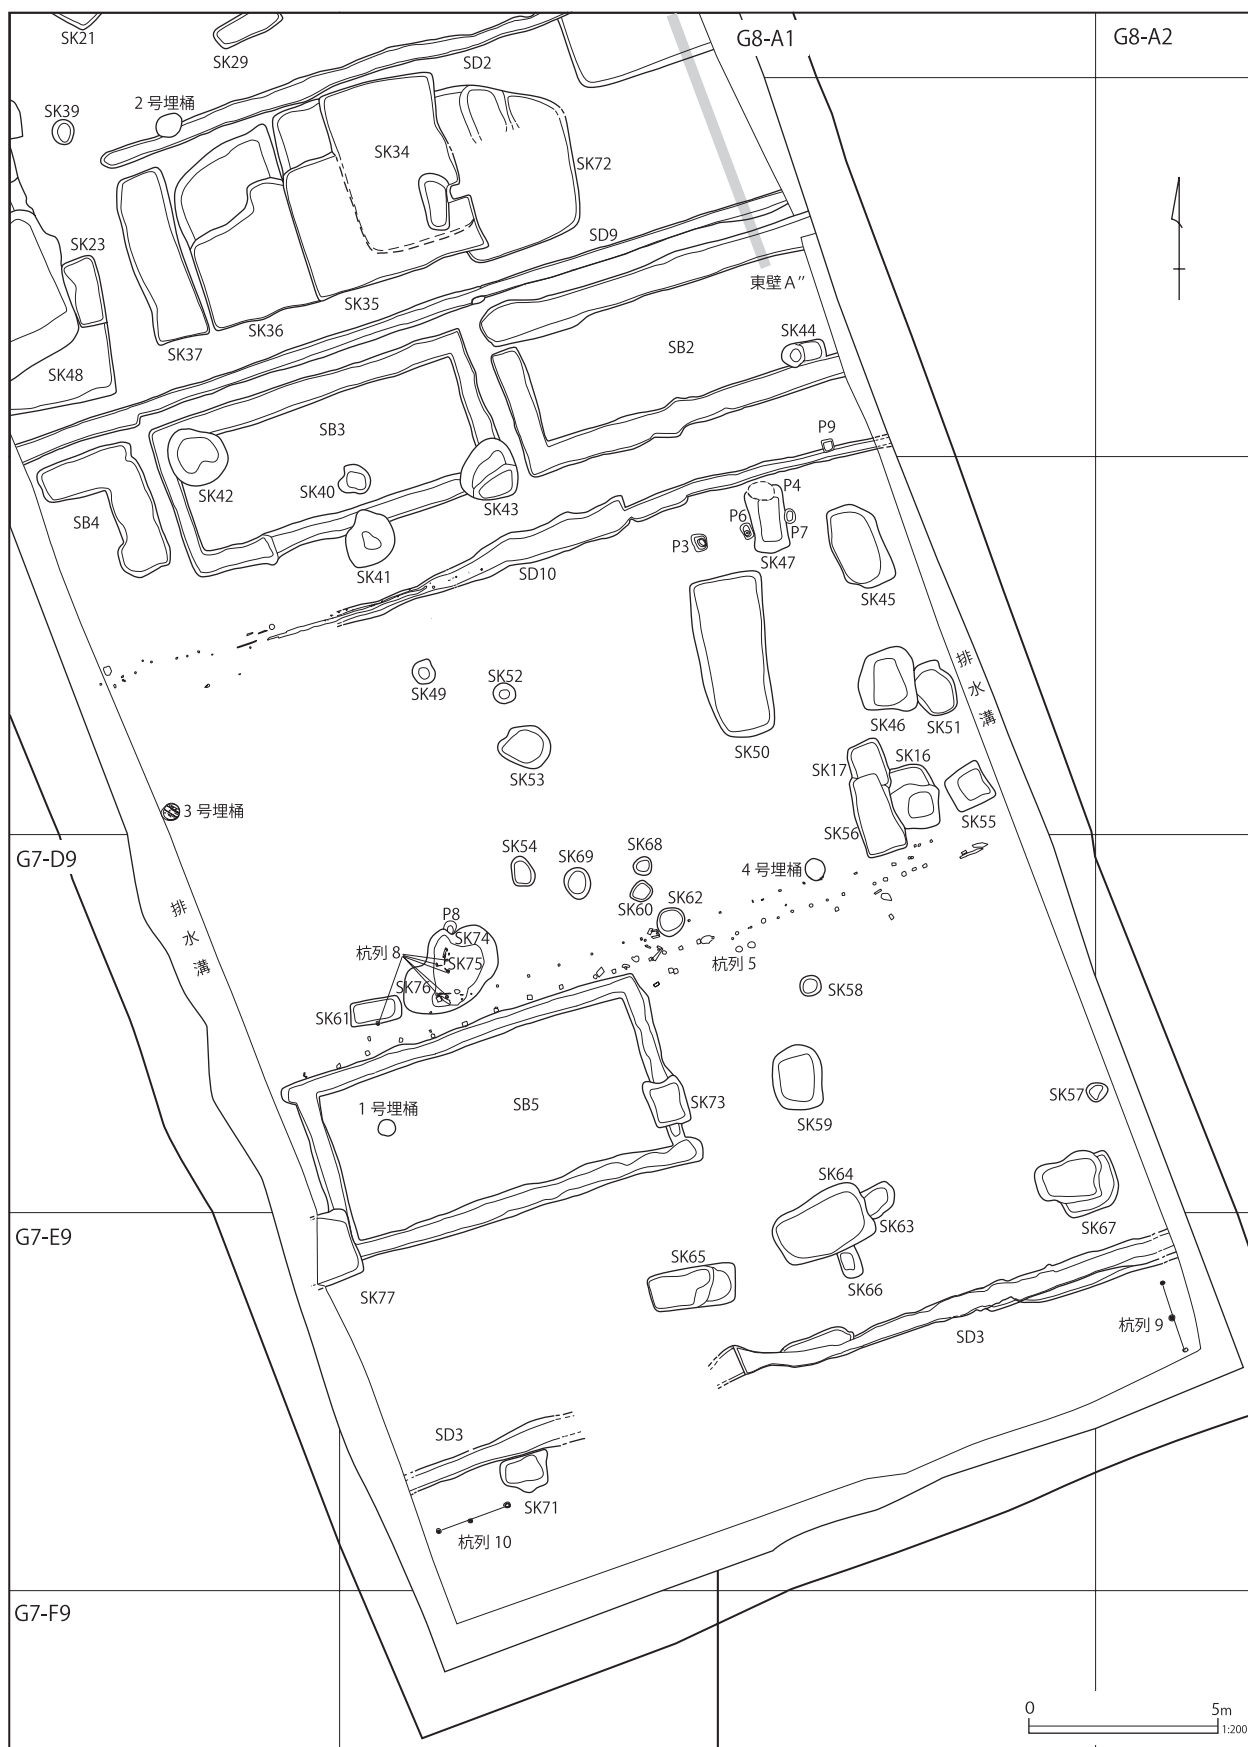 G8-A1
G8-A2
SK21
SK29
SD2
2 号埋桶
SK39
SK34
SK72
SK23
SD9
東壁 A″
SK35
SK36
SK37
SK48
SB2
SK44
SB3
P9
SK42
SK40
SK43
SB4
P4
P6
P7
P3
SK47
SK41
SD10
SK45
排水溝
SK49
SK52
SK46
SK51
SK50
SK53
SK17
SK16
SK55
SK56
3 号埋桶
G7-D9
SK54
SK69
SK68
4 号埋桶
SK60
SK62
排水溝
P8
SK74
杭列 8
SK75
杭列 5
SK76
SK58
SK61
SK57
1 号埋桶
SB5
SK73
SK59
SK64
SK63
SK67
G7-E9
SK65
SK66
SK77
杭列 9
SD3
SD3
SK71
杭列 10
G7-F9
0
5m
1:200